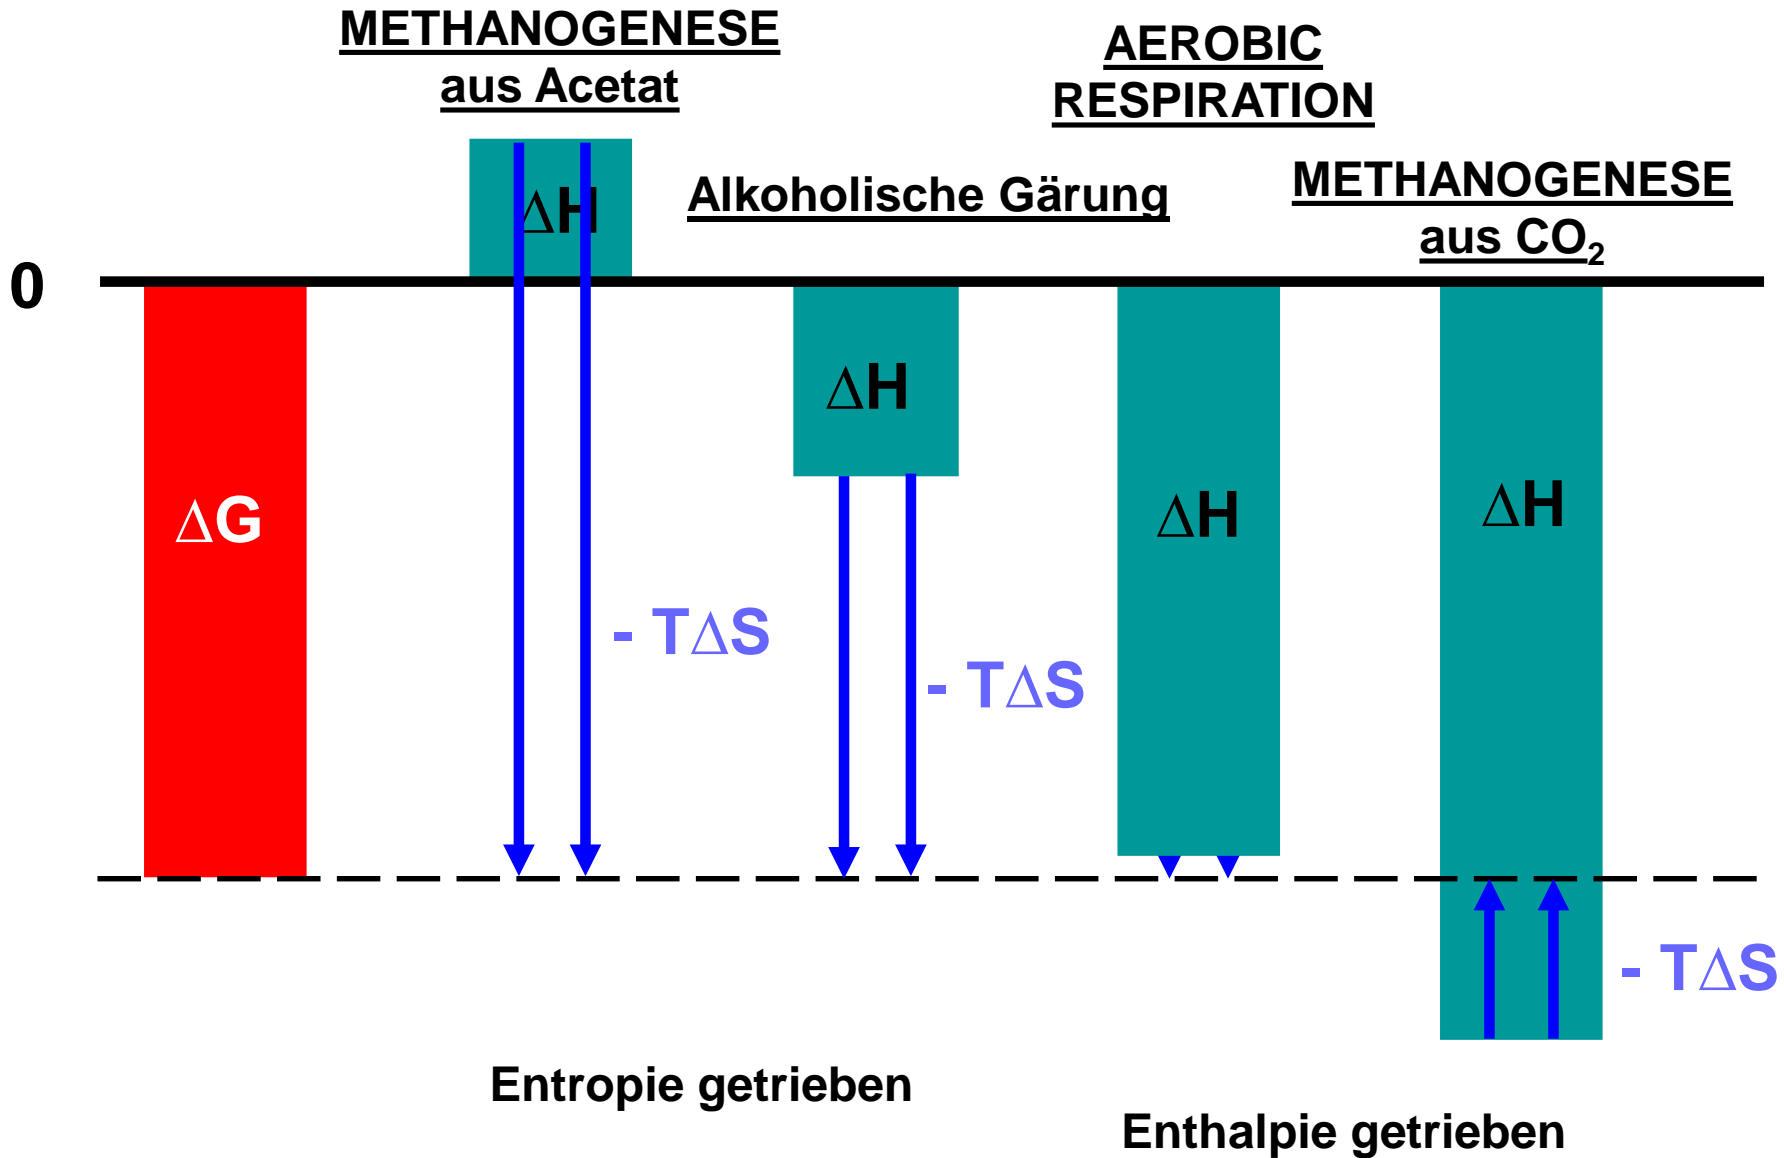 METHANOGENESE
aus Acetat
AEROBIC
RESPIRATION
Alkoholische Gärung
METHANOGENESE
aus CO₂
0
ΔH
ΔH
ΔG
ΔH
ΔH
- TΔS
- TΔS
- TΔS
Entropie getrieben
Enthalpie getrieben